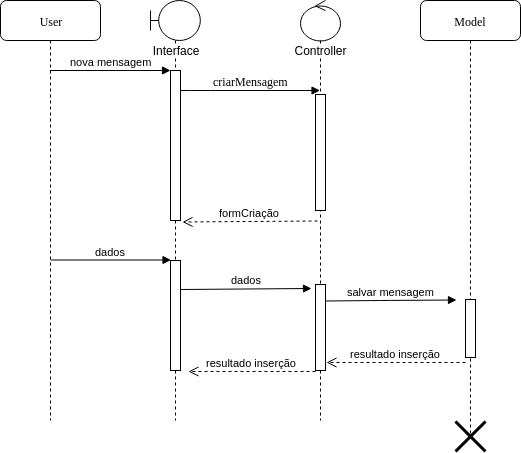 User
Interface
Controller
Model
nova mensagem
criarMensagem
formCriação
dados
dados
salvar mensagem
resultado inserção
resultado inserção